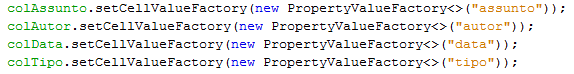 colAssunto.setCellValueFactory(new PropertyValueFactory<>("assunto"));
colAutor.setCellValueFactory(new PropertyValueFactory<>("autor"));
colData.setCellValueFactory(new PropertyValueFactory<>("data"));
colTipo.setCellValueFactory(new PropertyValueFactory<>("tipo"));